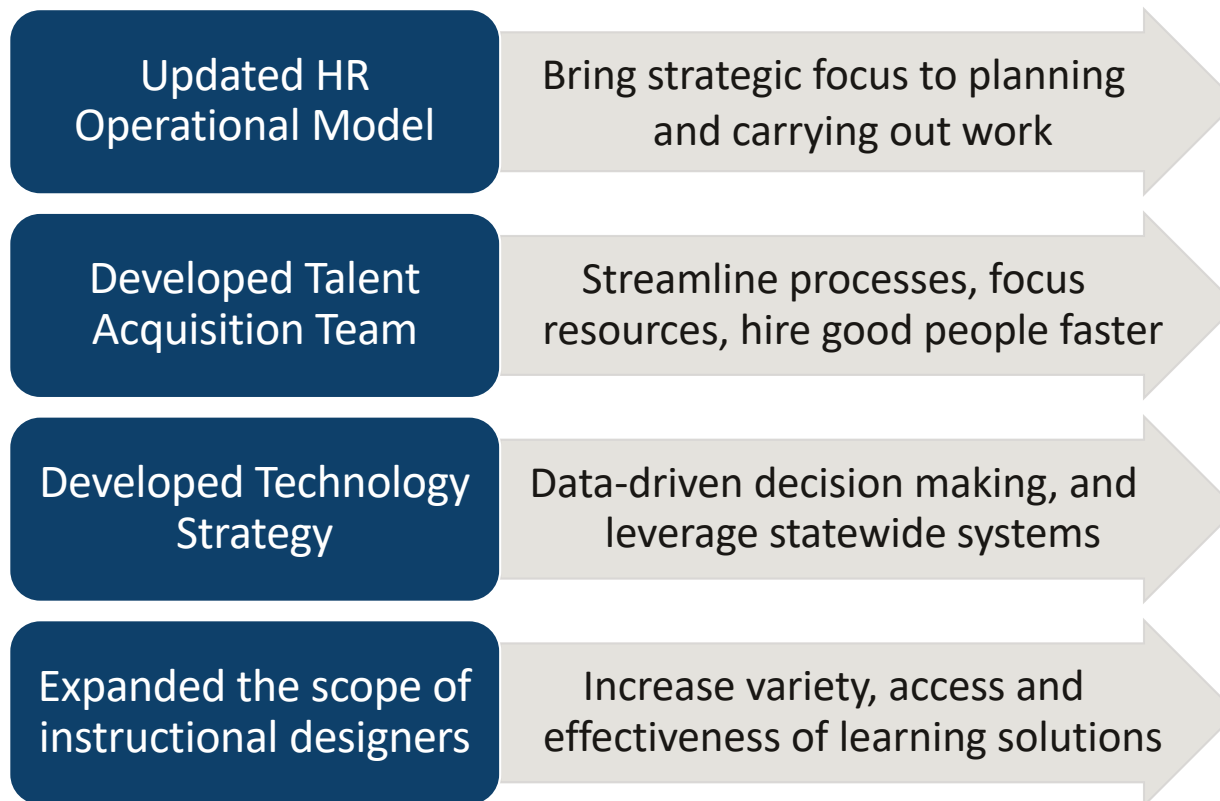 Updated HR
Operational Model
Bring strategic focus to planning
and carrying out work
Developed Talent
Acquisition Team
Streamline processes, focus
resources, hire good people faster
Developed Technology
Strategy
Data-driven decision making, and
leverage statewide systems
Expanded the scope of
instructional designers
Increase variety, access and
effectiveness of learning solutions